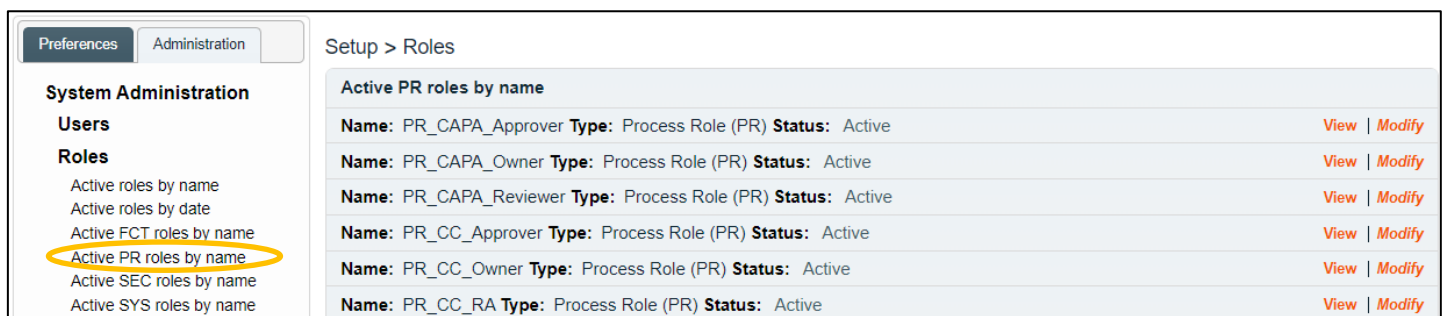 Preferences Administration
System Administration
Users
Roles
Active roles by name
Active roles by date
Active FCT roles by name
Active PR roles by name
Active SEC roles by name
Active SYS roles by name
Setup > Roles
Active PR roles by name
Name: PR_CAPA_Approver Type: Process Role (PR) Status: Active View | Modify
Name: PR_CAPA_Owner Type: Process Role (PR) Status: Active View | Modify
Name: PR_CAPA_Reviewer Type: Process Role (PR) Status: Active View | Modify
Name: PR_CC_Approver Type: Process Role (PR) Status: Active View | Modify
Name: PR_CC_Owner Type: Process Role (PR) Status: Active View | Modify
Name: PR_CC_RA Type: Process Role (PR) Status: Active View | Modify